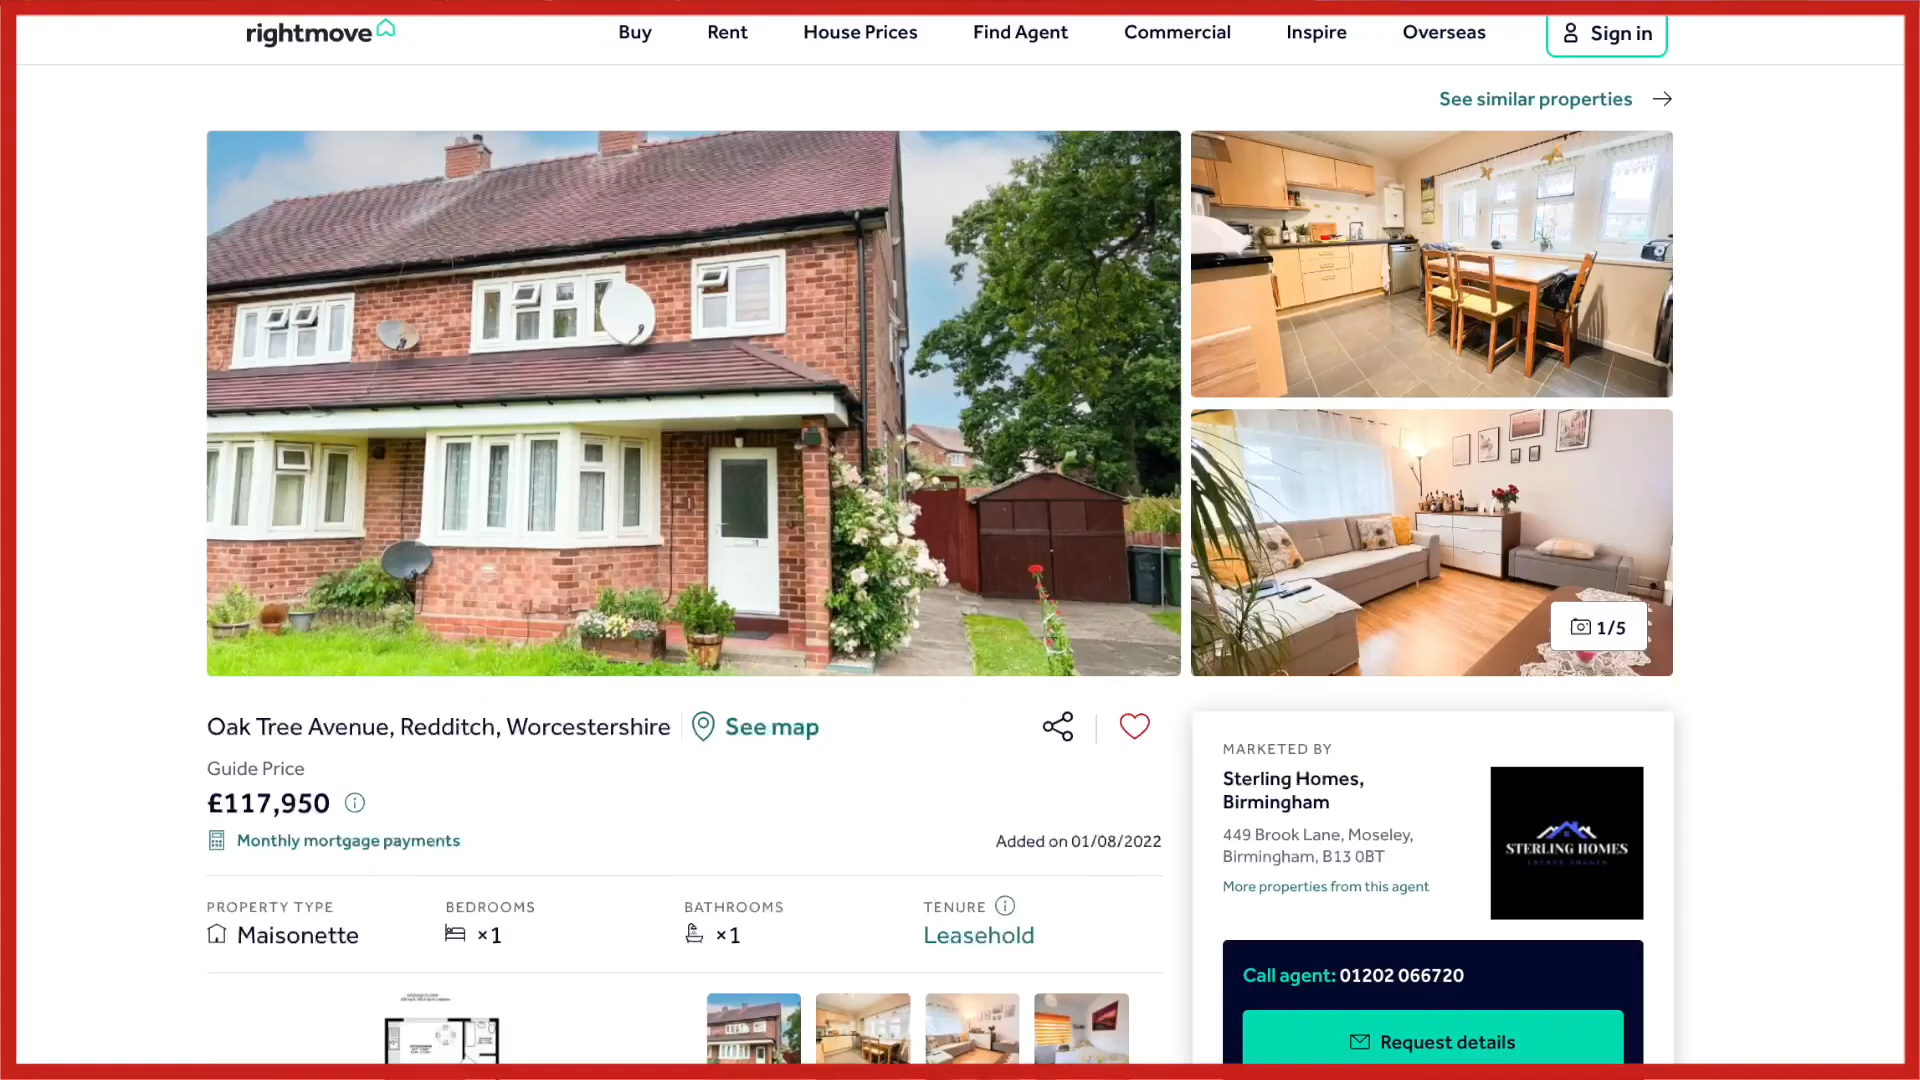 rightmove
Buy
Rent
House Prices
Find Agent
Commercial
Inspire
Overseas
Sign in
See similar properties
1/5
Oak Tree Avenue, Redditch, Worcestershire
See map
Guide Price
£117,950
Monthly mortgage payments
Added on 01/08/2022
PROPERTY TYPE
BEDROOMS
BATHROOMS
TENURE
Maisonette
×1
×1
Leasehold
MARKETED BY
Sterling Homes,
Birmingham
449 Brook Lane, Moseley,
Birmingham, B13 0BT
More properties from this agent
STERLING HOMES
ESTATE AGENTS
Call agent: 01202 066720
Request details